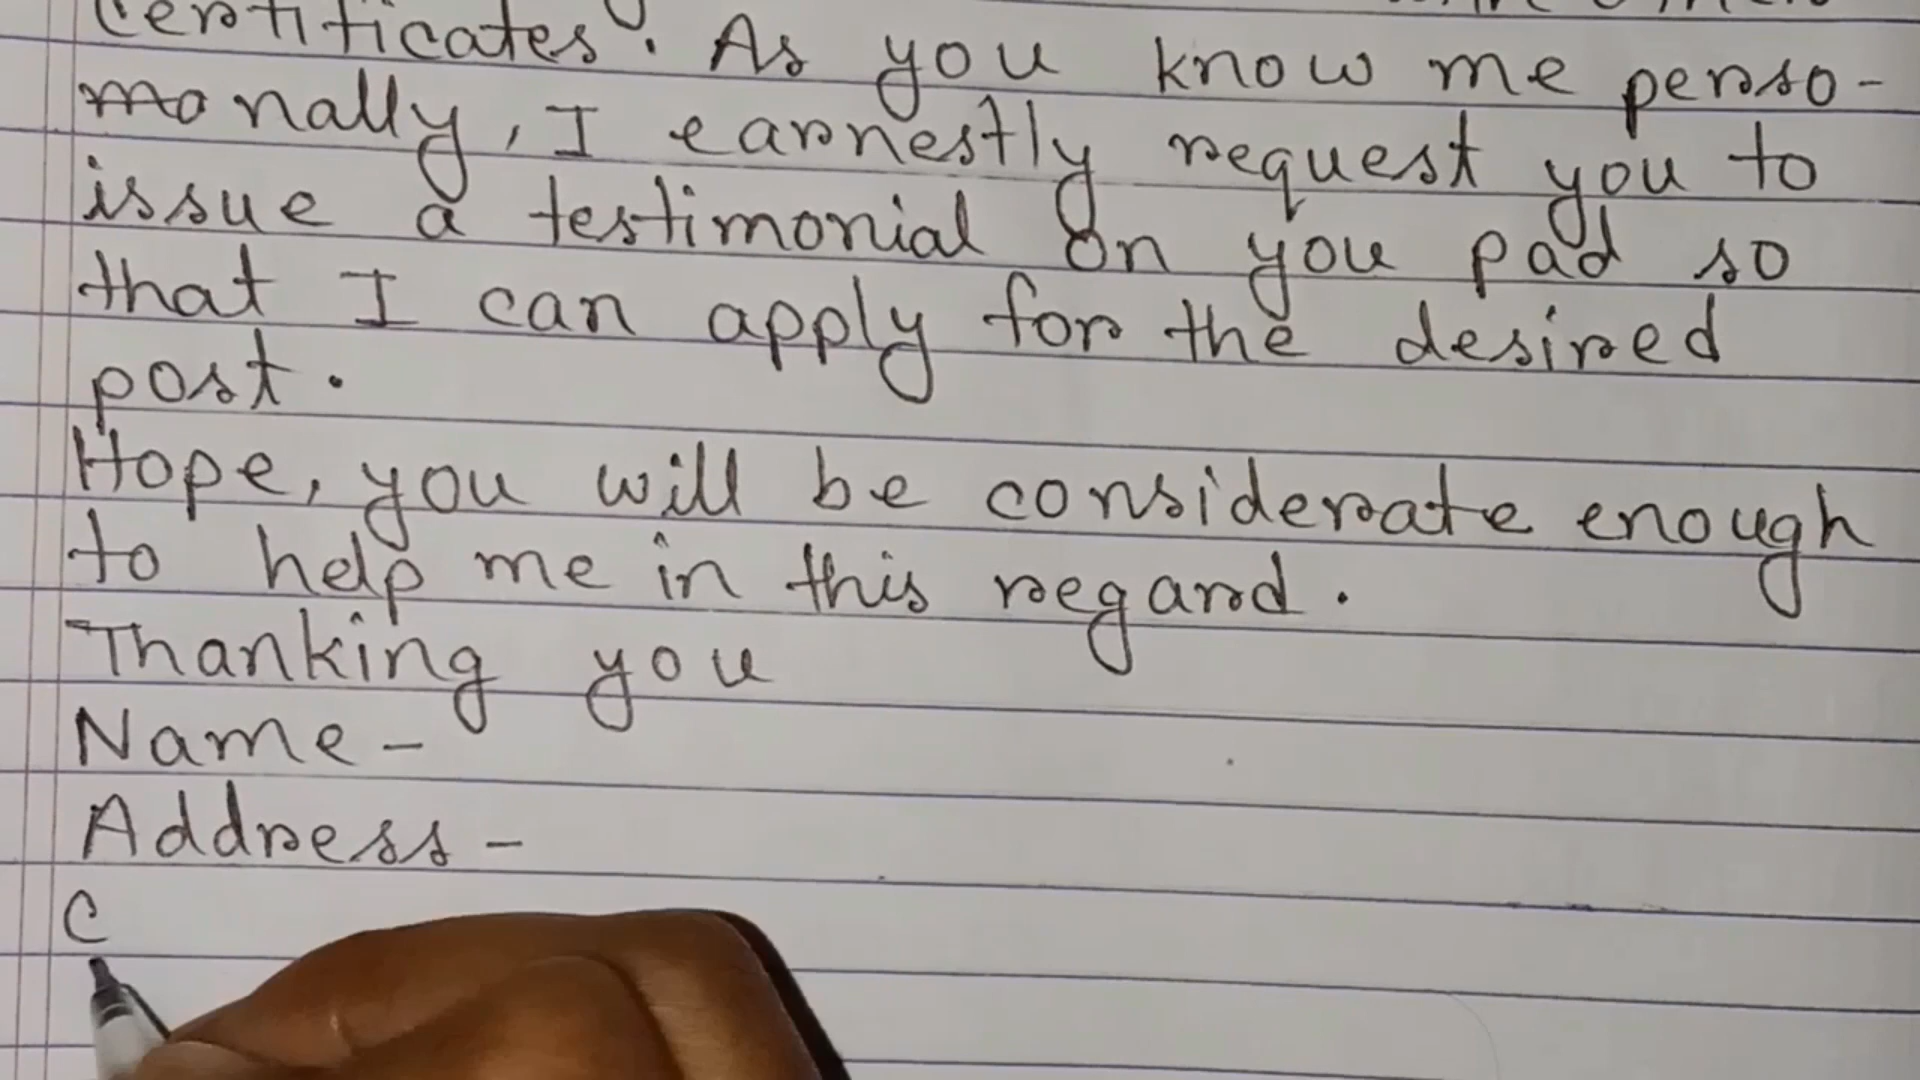 certificates. As you know me perso-
nally, I earnestly request you to
issue a testimonial on you pad so
that I can apply for the desired
post.
Hope, you will be considerate enough
to help me in this regard.
Thanking you
Name -
Address -
C